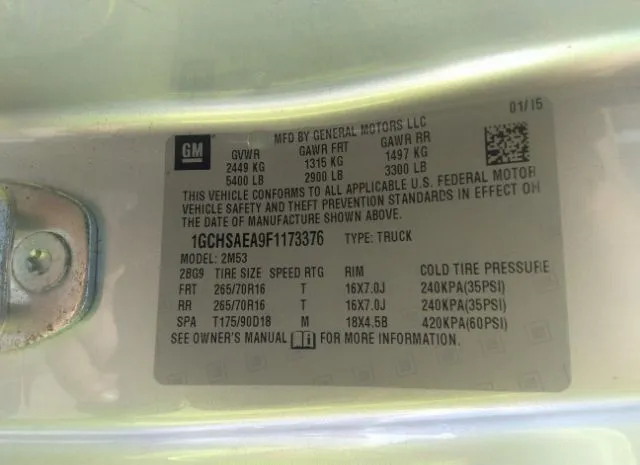 01/15
MFD BY GENERAL MOTORS LLC
GM
GVWR GAWR FRT GAWR RR
2449 KG 1315 KG 1497 KG
5400 LB 2900 LB 3300 LB
THIS VEHICLE CONFORMS TO ALL APPLICABLE U.S. FEDERAL MOTOR
VEHICLE SAFETY AND THEFT PREVENTION STANDARDS IN EFFECT ON
THE DATE OF MANUFACTURE SHOWN ABOVE.
1GCHSAEA9F1173376 TYPE: TRUCK
MODEL: 2M53
2BG9 TIRE SIZE SPEED RTG RIM COLD TIRE PRESSURE
FRT 265/70R16 T 16X7.0J 240KPA(35PSI)
RR 265/70R16 T 16X7.0J 240KPA(35PSI)
SPA T175/90D18 M 18X4.5B 420KPA(60PSI)
SEE OWNER'S MANUAL FOR MORE INFORMATION.